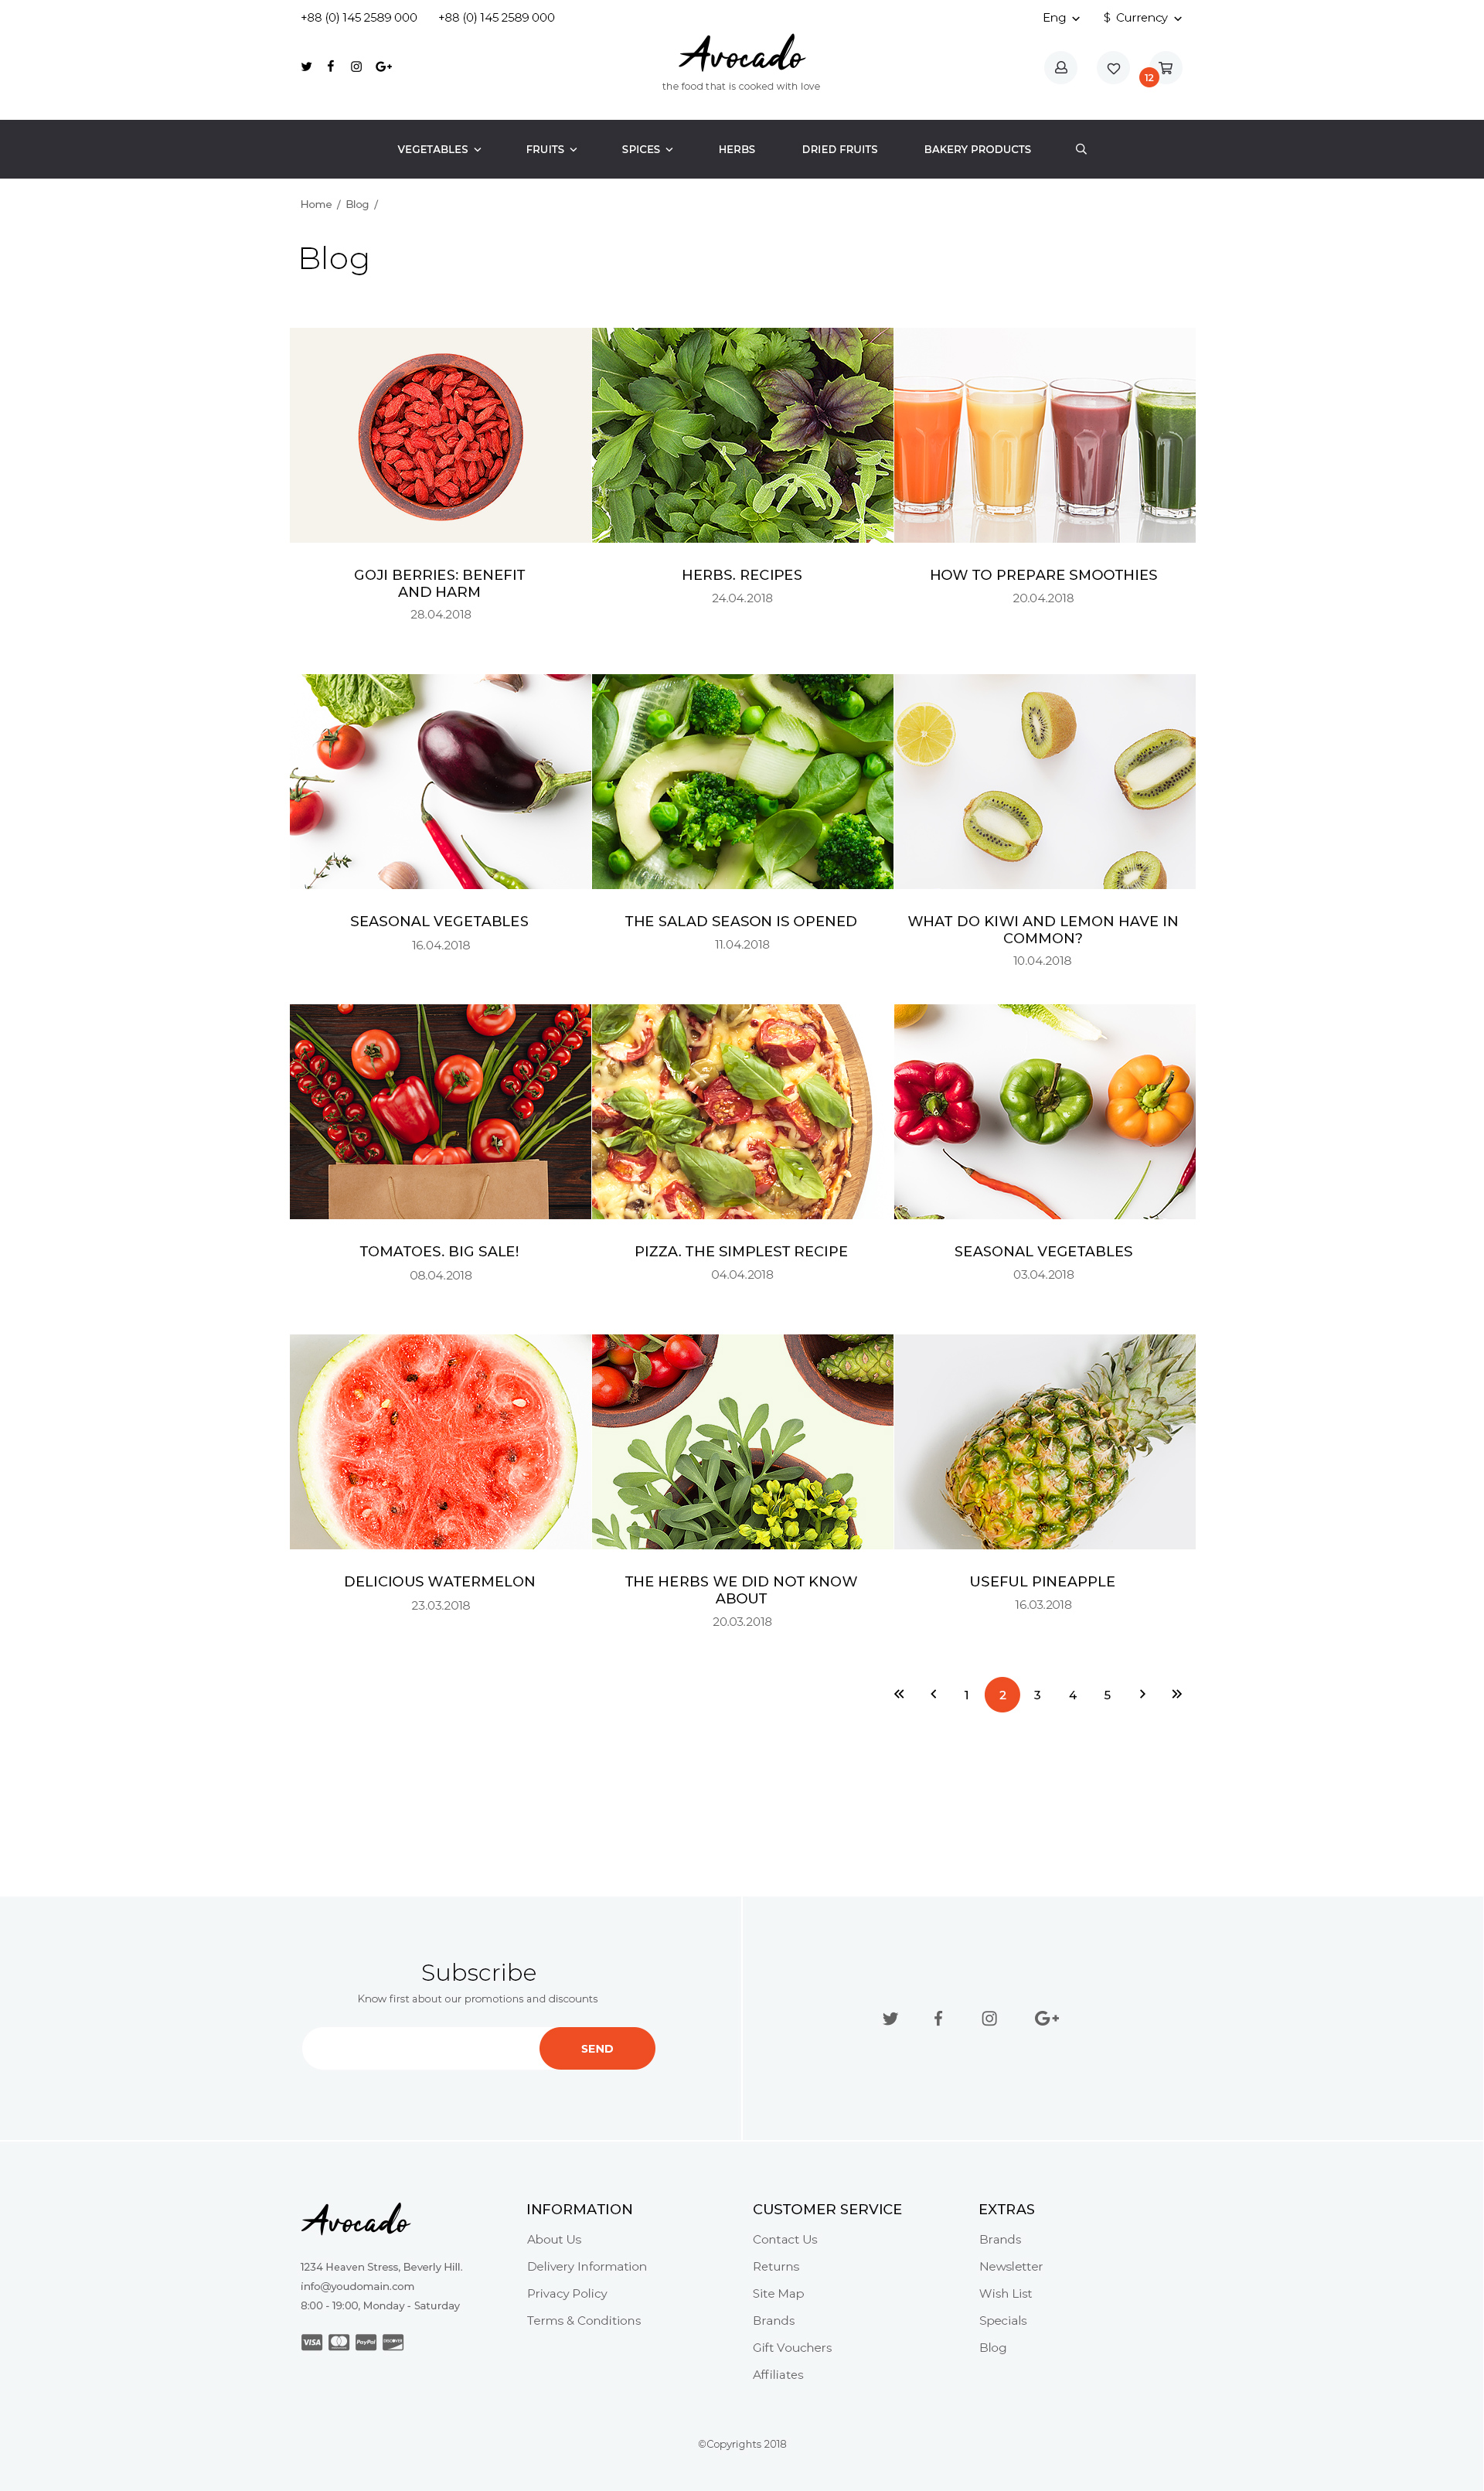 +88 (0) 145 2589 000 +88 (0) 145 2589 000 Eng $ Currency
Avocado
the food that is cooked with love
12
VEGETABLES FRUITS SPICES HERBS DRIED FRUITS BAKERY PRODUCTS
Home / Blog /
Blog
GOJI BERRIES: BENEFIT
AND HARM
28.04.2018
HERBS. RECIPES
24.04.2018
HOW TO PREPARE SMOOTHIES
20.04.2018
SEASONAL VEGETABLES
16.04.2018
THE SALAD SEASON IS OPENED
11.04.2018
WHAT DO KIWI AND LEMON HAVE IN
COMMON?
10.04.2018
TOMATOES. BIG SALE!
08.04.2018
PIZZA. THE SIMPLEST RECIPE
04.04.2018
SEASONAL VEGETABLES
03.04.2018
DELICIOUS WATERMELON
23.03.2018
THE HERBS WE DID NOT KNOW
ABOUT
20.03.2018
USEFUL PINEAPPLE
16.03.2018
1 2 3 4 5
Subscribe
Know first about our promotions and discounts
SEND
Avocado
1234 Heaven Stress, Beverly Hill.
info@youdomain.com
8:00 - 19:00, Monday - Saturday
VISA MasterCard PayPal DISCOVER
INFORMATION
About Us
Delivery Information
Privacy Policy
Terms & Conditions
CUSTOMER SERVICE
Contact Us
Returns
Site Map
Brands
Gift Vouchers
Affiliates
EXTRAS
Brands
Newsletter
Wish List
Specials
Blog
©Copyrights 2018